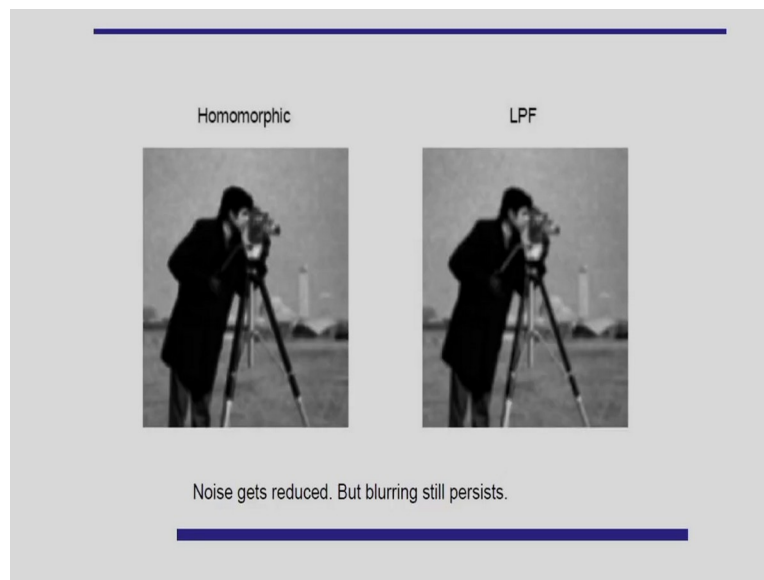 Homomorphic
LPF
Noise gets reduced. But blurring still persists.